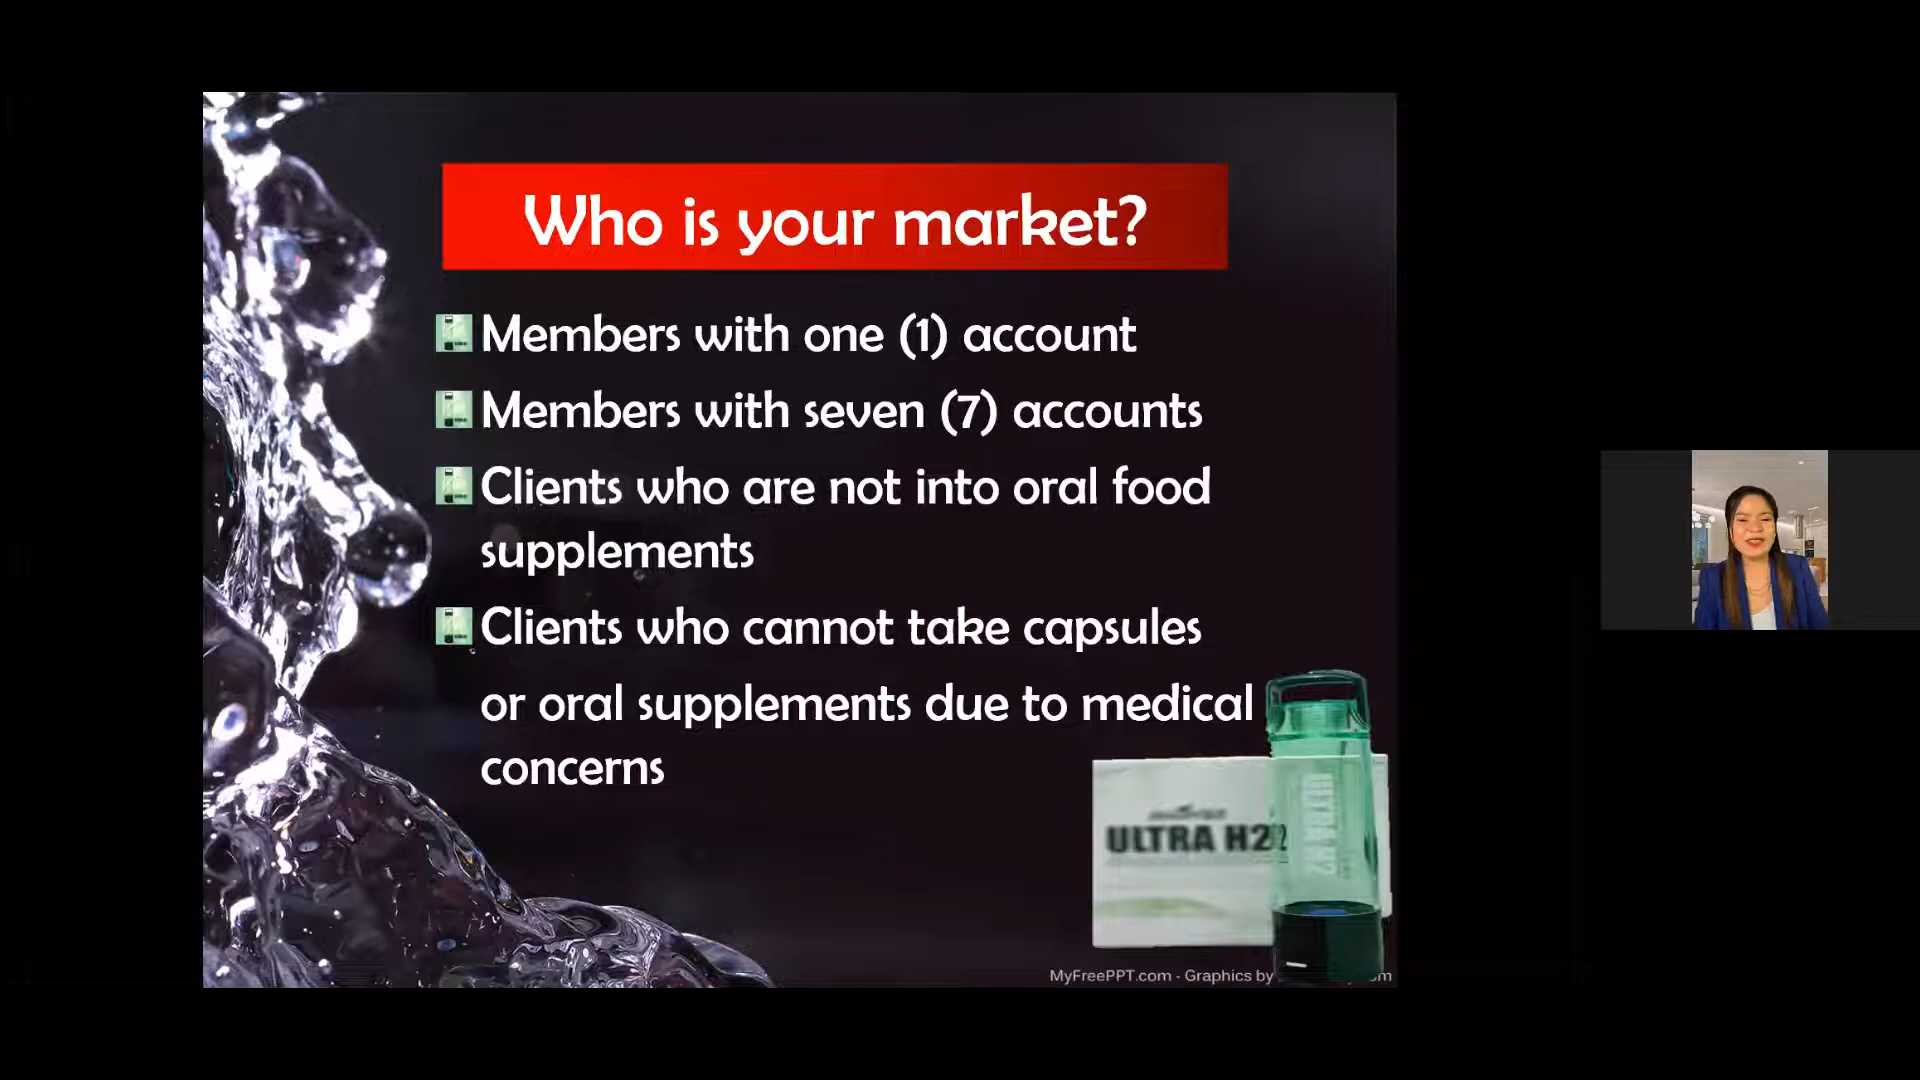 Who is your market?
Members with one (1) account
Members with seven (7) accounts
Clients who are not into oral food
supplements
Clients who cannot take capsules
or oral supplements due to medical
concerns
ULTRA H2
MyFreePPT.com - Graphics by